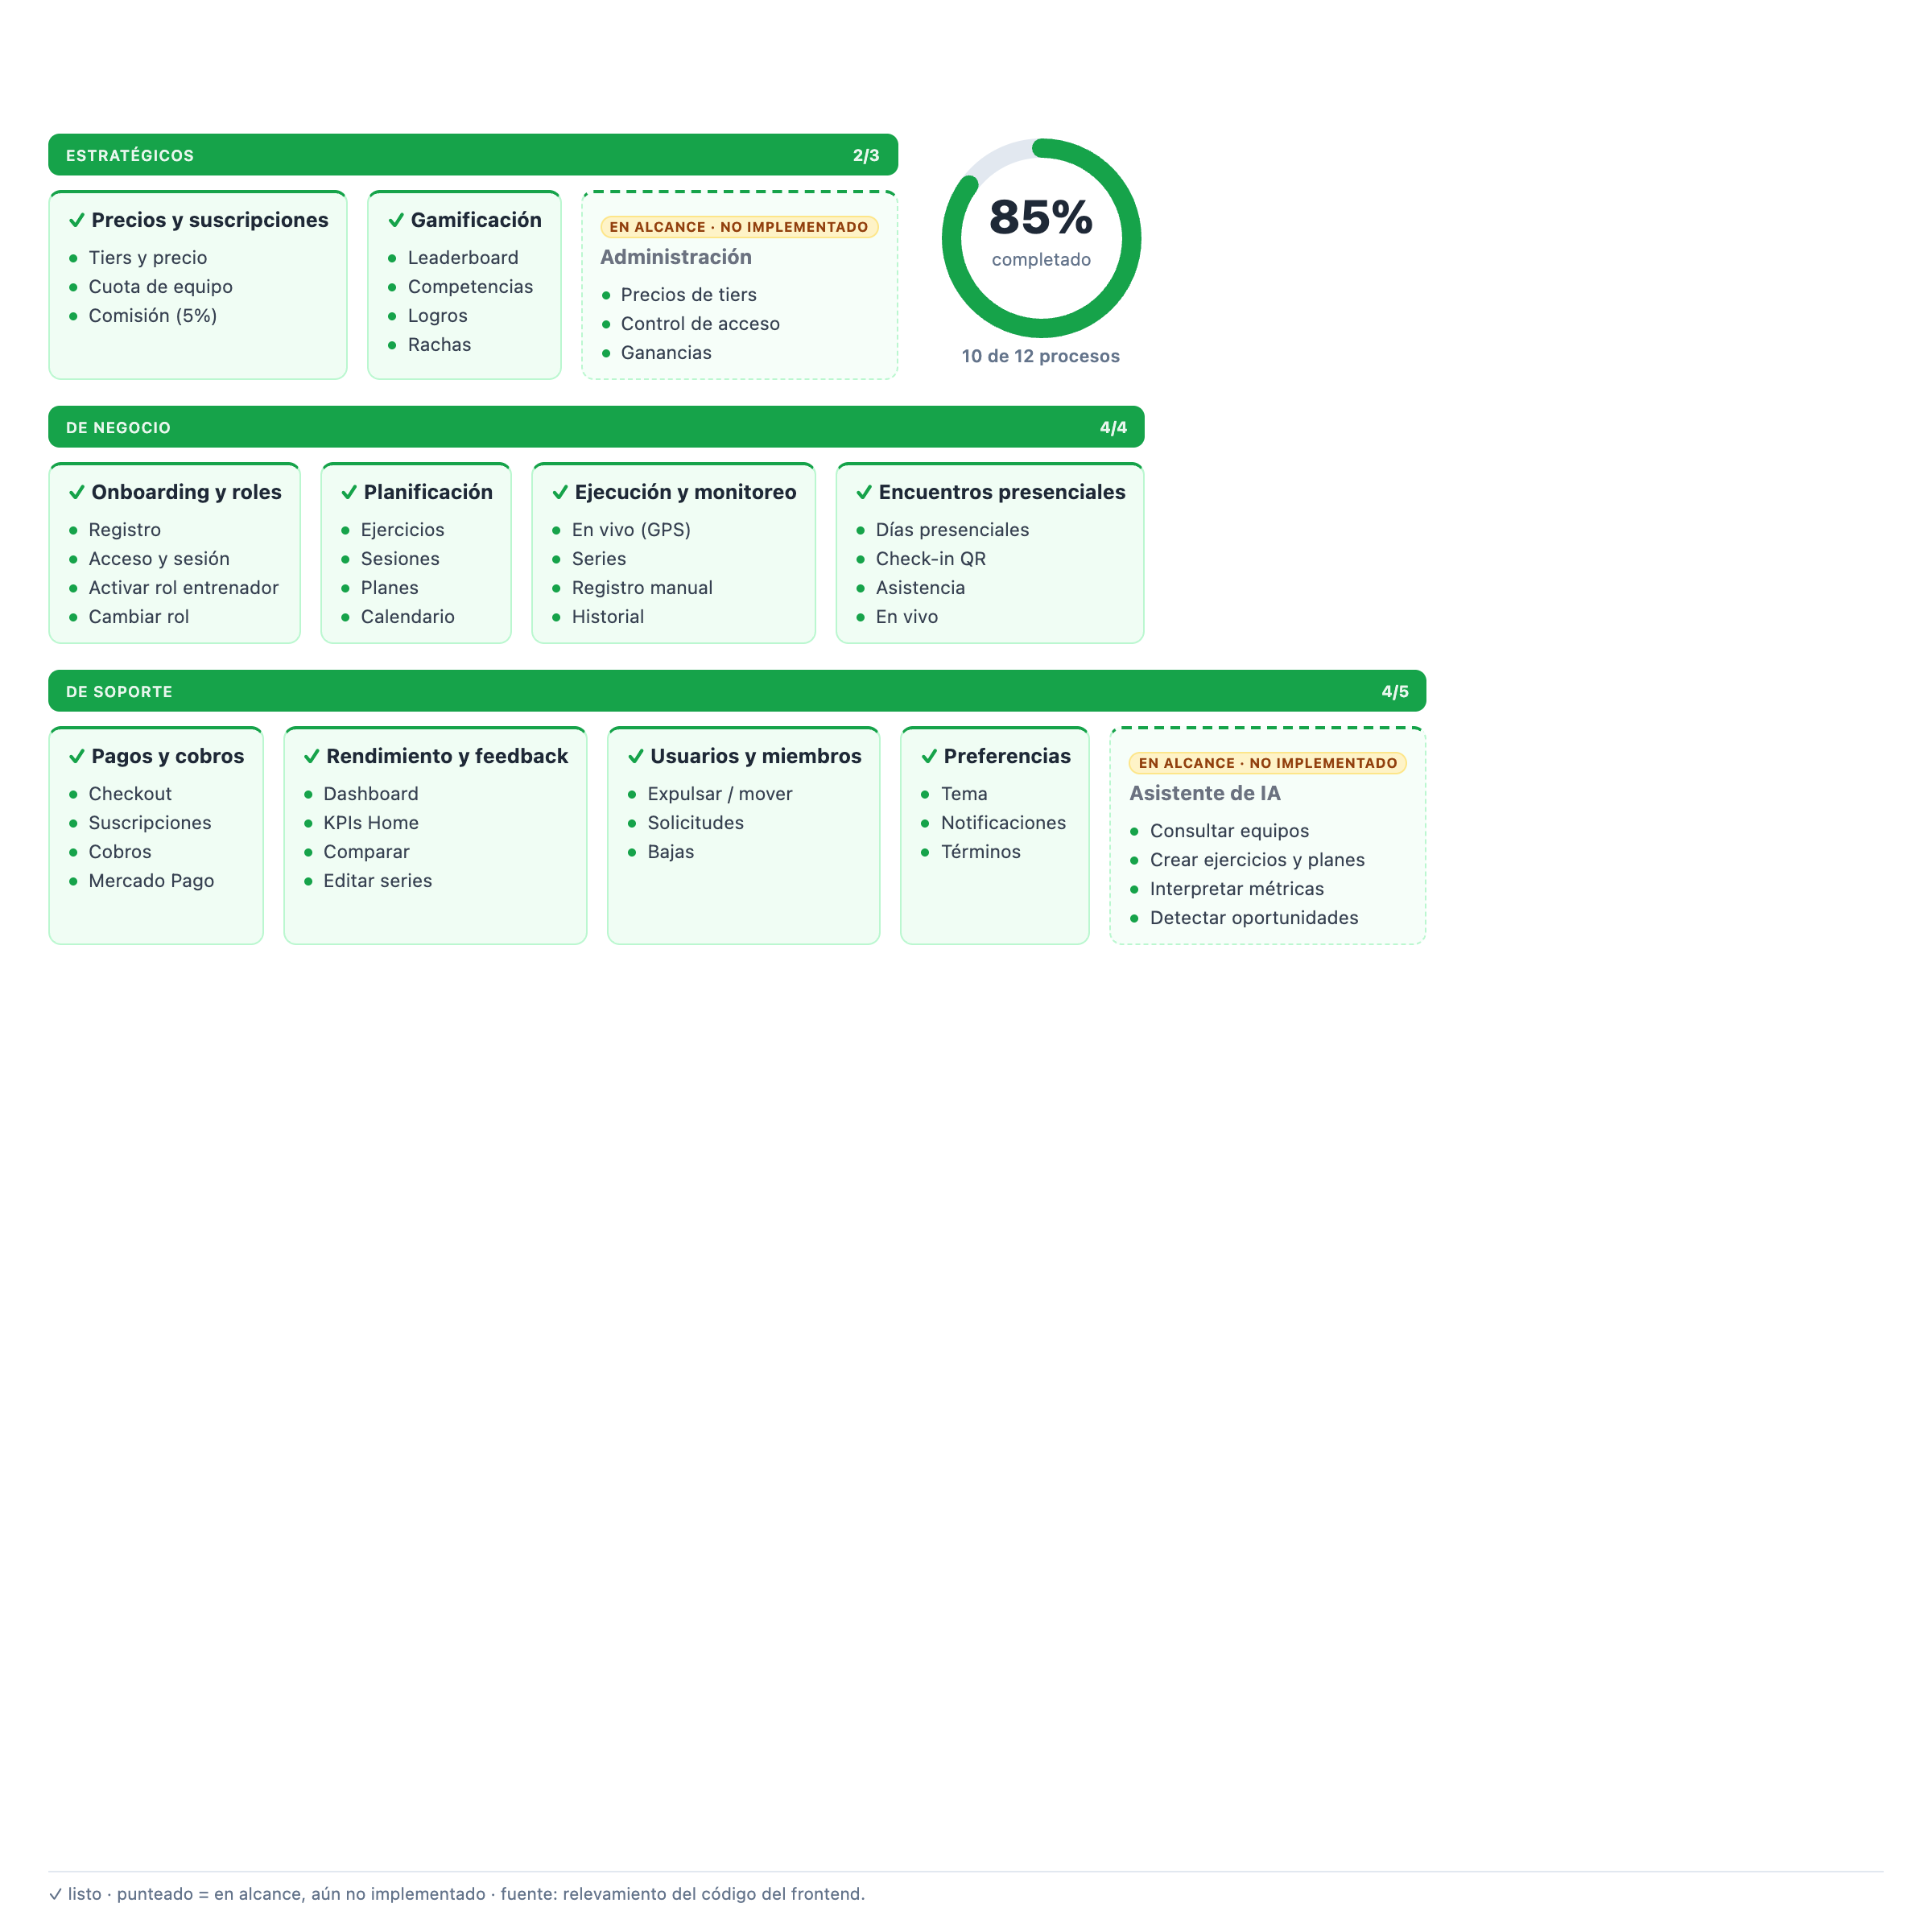 ESTRATÉGICOS 2/3
✓ Precios y suscripciones
• Tiers y precio
• Cuota de equipo
• Comisión (5%)
✓ Gamificación
• Leaderboard
• Competencias
• Logros
• Rachas
EN ALCANCE · NO IMPLEMENTADO
Administración
• Precios de tiers
• Control de acceso
• Ganancias
85%
completado
10 de 12 procesos
DE NEGOCIO 4/4
✓ Onboarding y roles
• Registro
• Acceso y sesión
• Activar rol entrenador
• Cambiar rol
✓ Planificación
• Ejercicios
• Sesiones
• Planes
• Calendario
✓ Ejecución y monitoreo
• En vivo (GPS)
• Series
• Registro manual
• Historial
✓ Encuentros presenciales
• Días presenciales
• Check-in QR
• Asistencia
• En vivo
DE SOPORTE 4/5
✓ Pagos y cobros
• Checkout
• Suscripciones
• Cobros
• Mercado Pago
✓ Rendimiento y feedback
• Dashboard
• KPIs Home
• Comparar
• Editar series
✓ Usuarios y miembros
• Expulsar / mover
• Solicitudes
• Bajas
✓ Preferencias
• Tema
• Notificaciones
• Términos
EN ALCANCE · NO IMPLEMENTADO
Asistente de IA
• Consultar equipos
• Crear ejercicios y planes
• Interpretar métricas
• Detectar oportunidades
✓ listo · punteado = en alcance, aún no implementado · fuente: relevamiento del código del frontend.